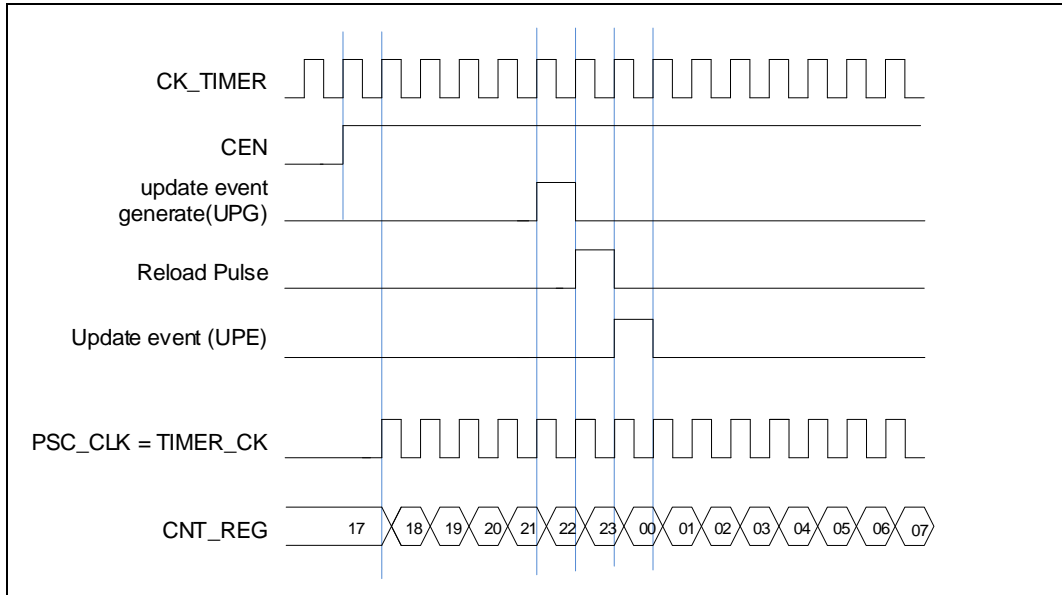 CK_TIMER
CEN
update event
generate(UPG)
Reload Pulse
Update event (UPE)
PSC_CLK = TIMER_CK
CNT_REG 17 18 19 20 21 22 23 00 01 02 03 04 05 06 07